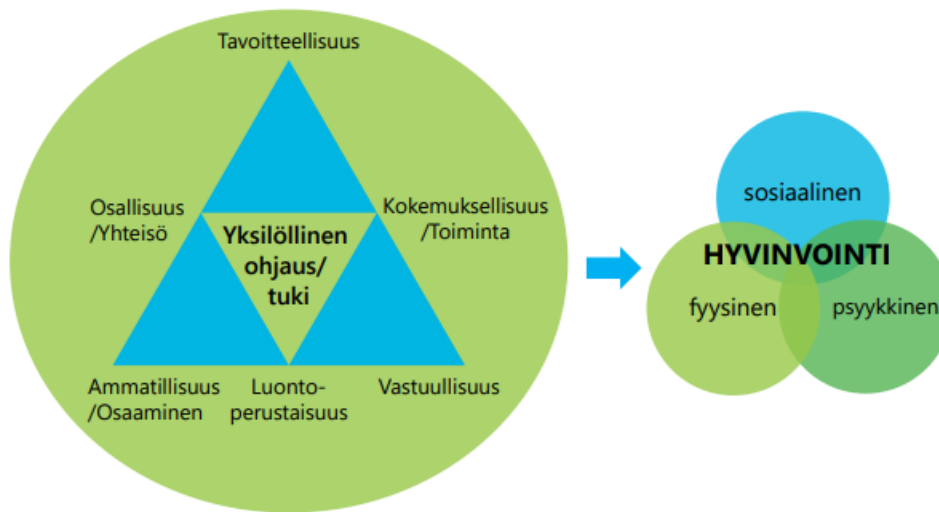 Tavoitteellisuus
Osallisuus
/Yhteisö
Kokemuksellisuus
/Toiminta
Yksilöllinen
ohjaus/
tuki
Ammatillisuus
/Osaaminen
Luonto-
perustaisuus
Vastuullisuus
sosiaalinen
HYVINVOINTI
fyysinen
psyykkinen